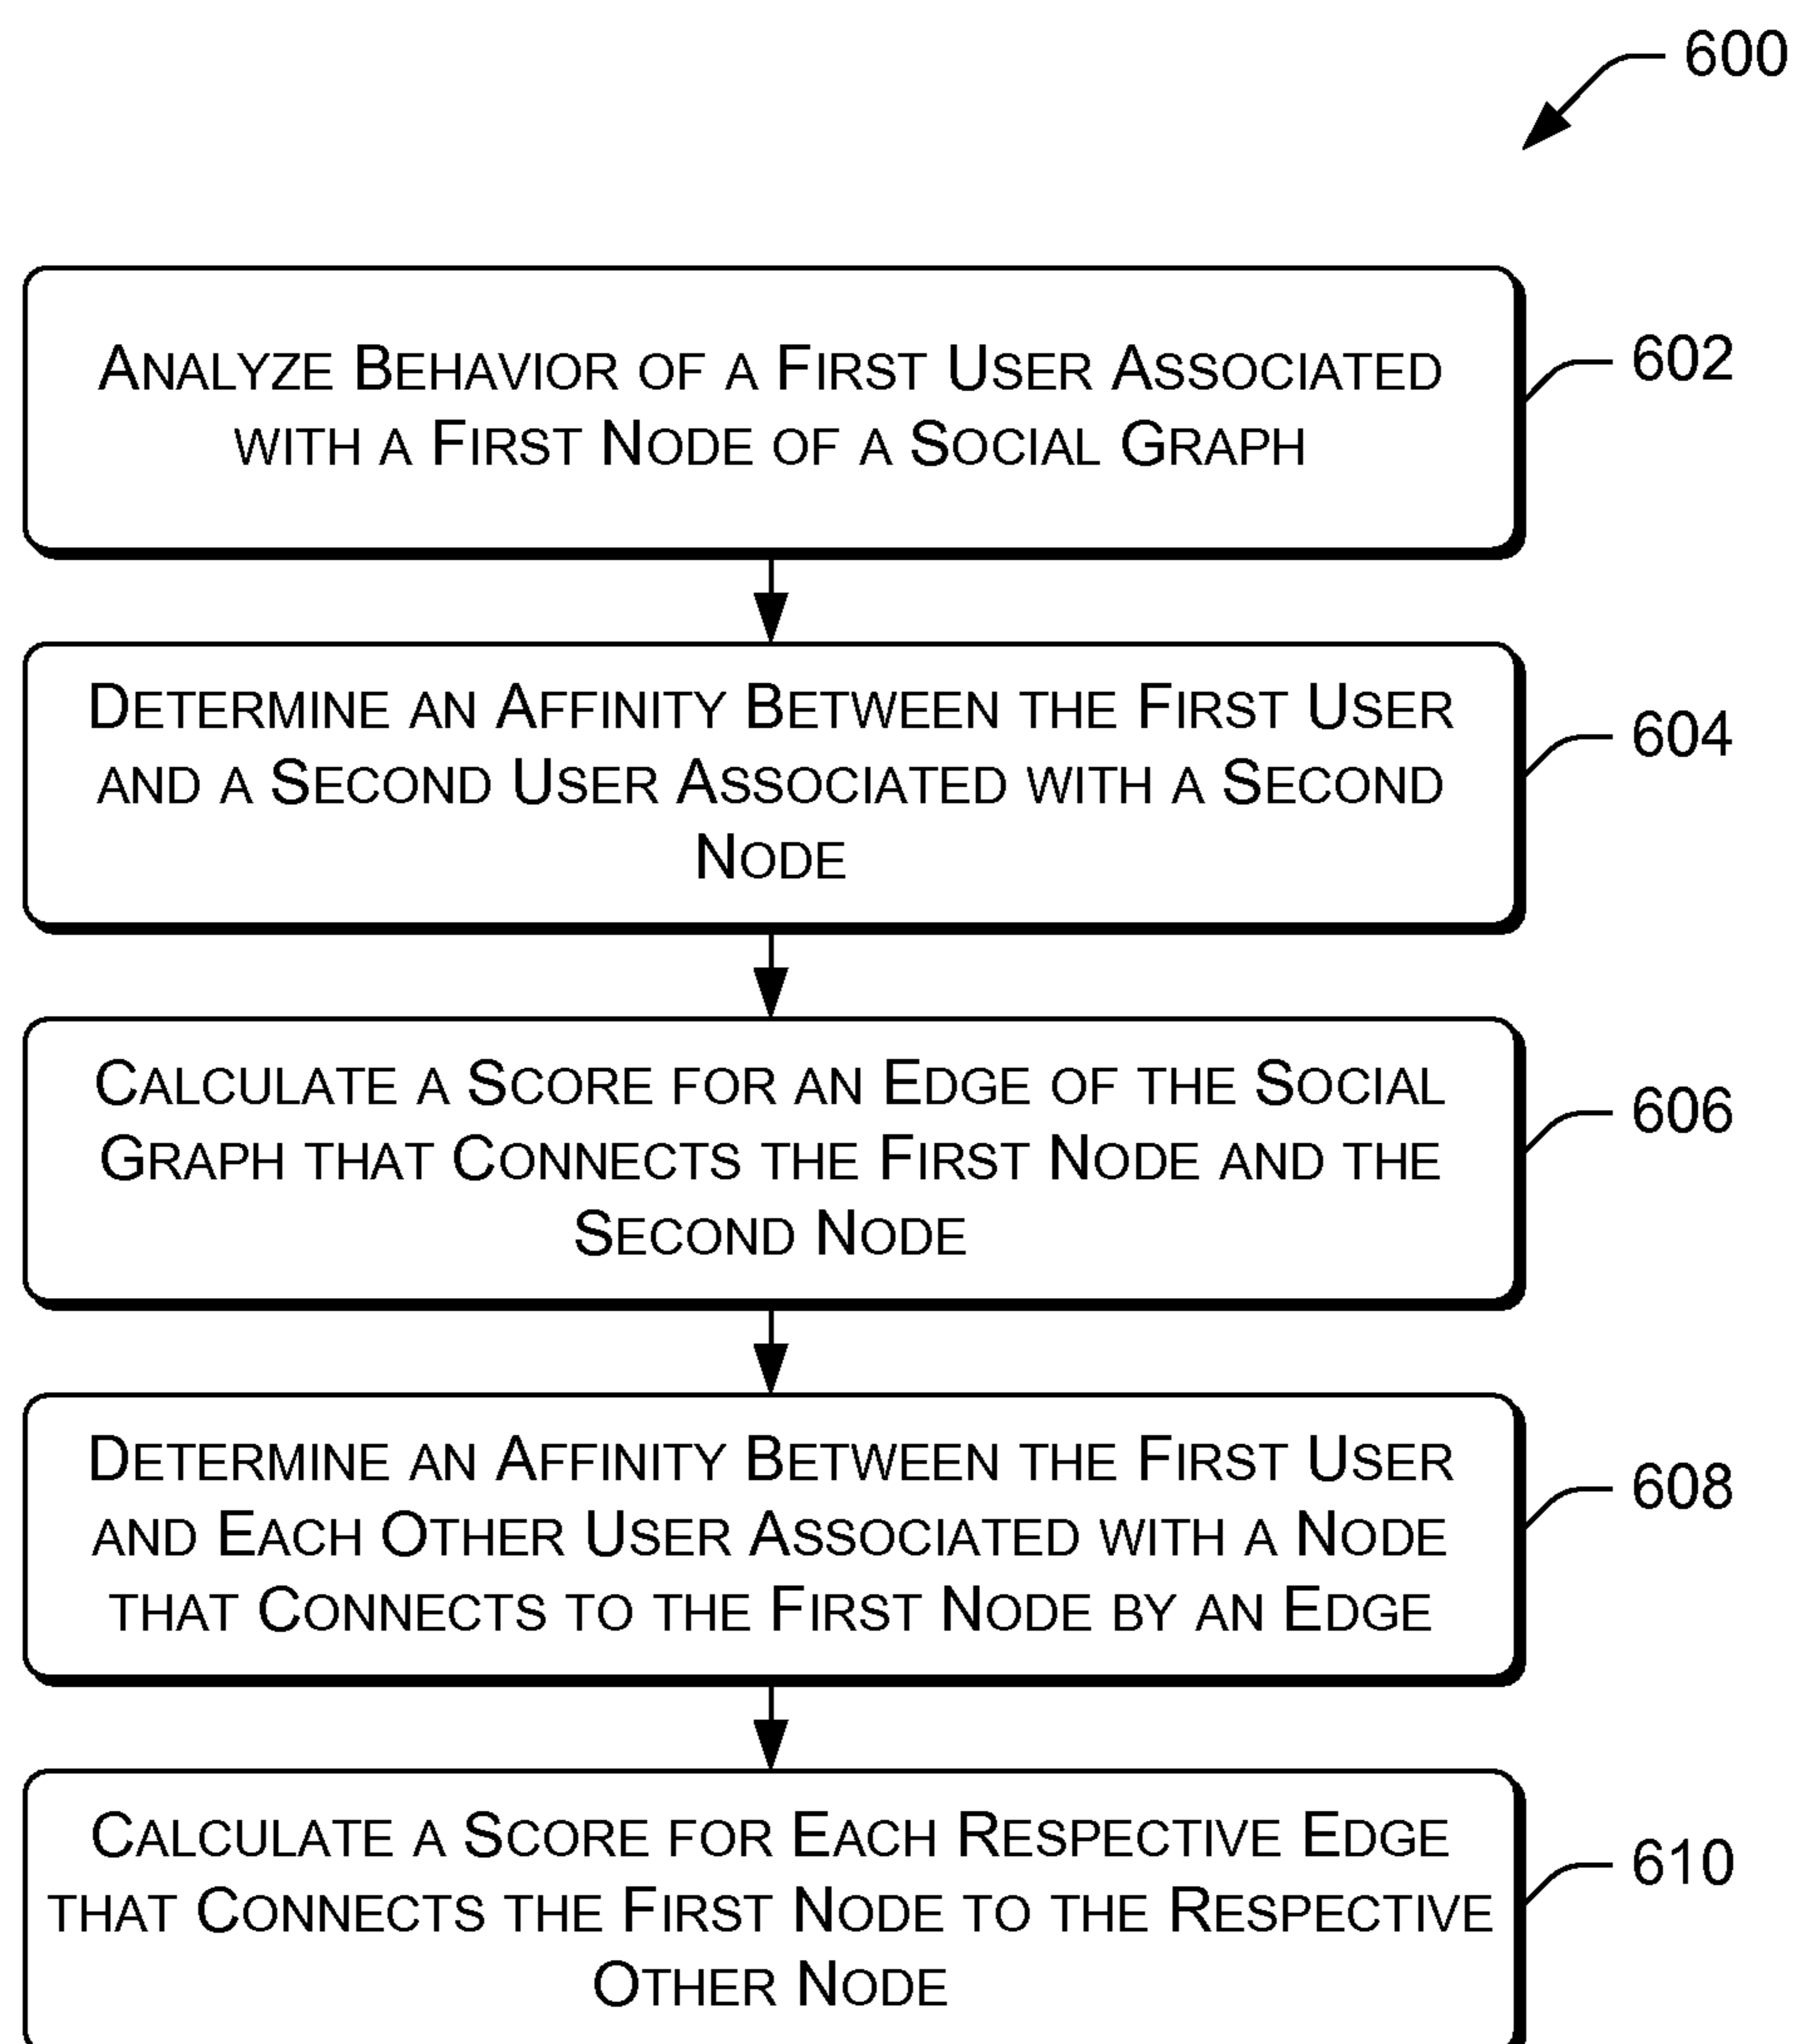 600
ANALYZE BEHAVIOR OF A FIRST USER ASSOCIATED
WITH A FIRST NODE OF A SOCIAL GRAPH
602
DETERMINE AN AFFINITY BETWEEN THE FIRST USER
AND A SECOND USER ASSOCIATED WITH A SECOND
NODE
604
CALCULATE A SCORE FOR AN EDGE OF THE SOCIAL
GRAPH THAT CONNECTS THE FIRST NODE AND THE
SECOND NODE
606
DETERMINE AN AFFINITY BETWEEN THE FIRST USER
AND EACH OTHER USER ASSOCIATED WITH A NODE
THAT CONNECTS TO THE FIRST NODE BY AN EDGE
608
CALCULATE A SCORE FOR EACH RESPECTIVE EDGE
THAT CONNECTS THE FIRST NODE TO THE RESPECTIVE
OTHER NODE
610